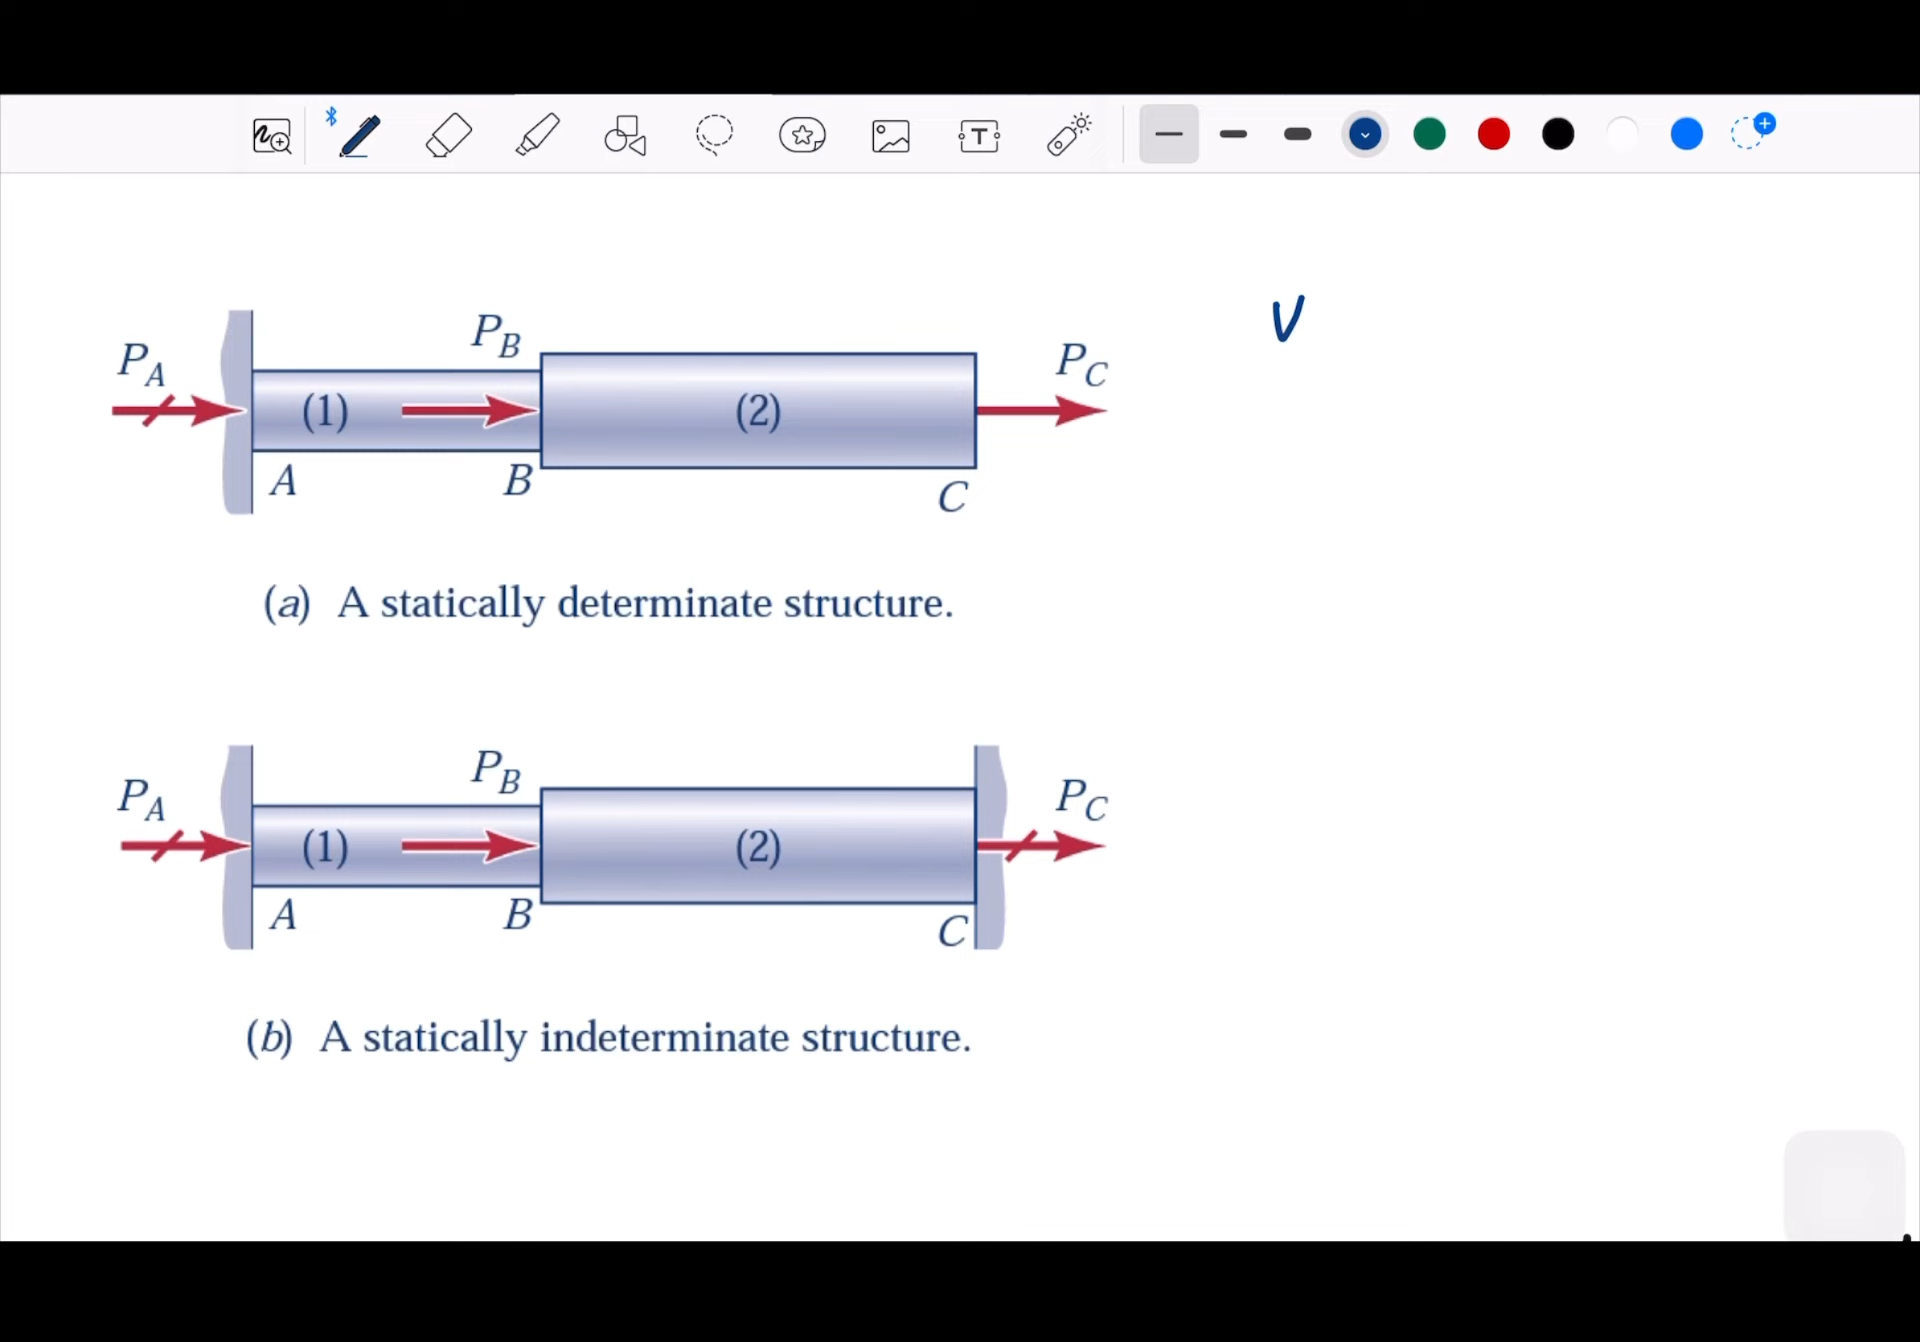 V
P_A P_B P_C
(1) (2)
A B C
(a) A statically determinate structure.
P_A P_B P_C
(1) (2)
A B C
(b) A statically indeterminate structure.